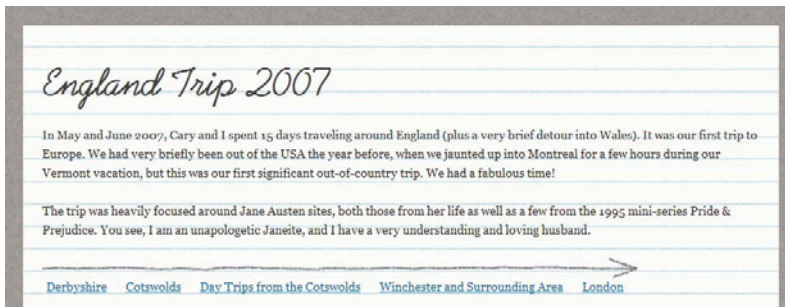 England Trip 2007
In May and June 2007, Cary and I spent 15 days traveling around England (plus a very brief detour into Wales). It was our first trip to
Europe. We had very briefly been out of the USA the year before, when we jaunted up into Montreal for a few hours during our
Vermont vacation, but this was our first significant out-of-country trip. We had a fabulous time!
The trip was heavily focused around Jane Austen sites, both those from her life as well as a few from the 1995 mini-series Pride &
Prejudice. You see, I am an unapologetic Janeite, and I have a very understanding and loving husband.
Derbyshire Cotswolds Day Trips from the Cotswolds Winchester and Surrounding Area London